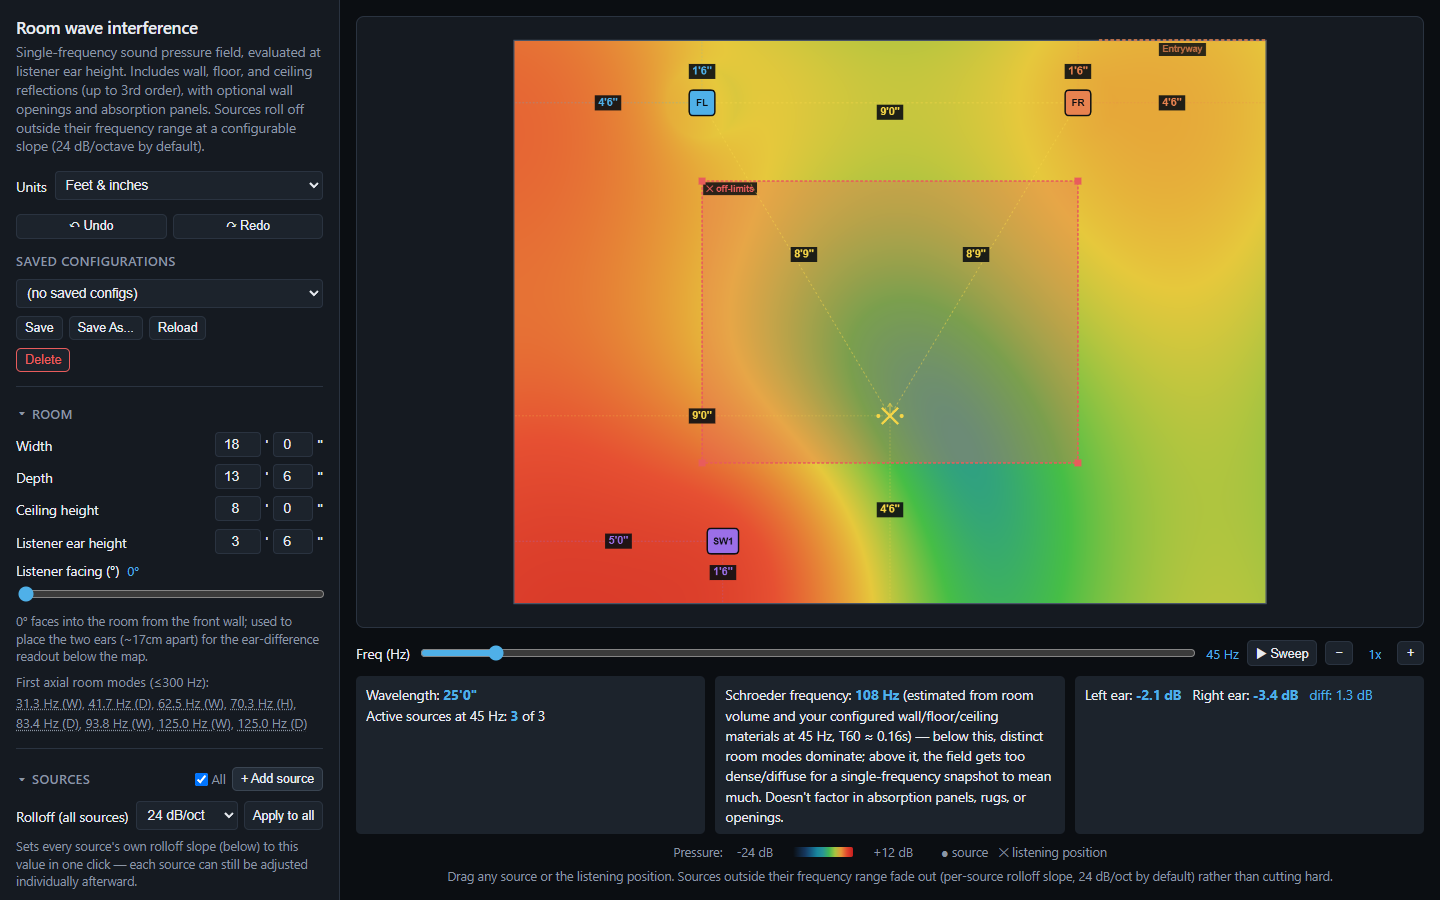 Room wave interference
Single-frequency sound pressure field, evaluated at
listener ear height. Includes wall, floor, and ceiling
reflections (up to 3rd order), with optional wall
openings and absorption panels. Sources roll off
outside their frequency range at a configurable
slope (24 dB/octave by default).
Units Feet & inches
↶ Undo ↷ Redo
SAVED CONFIGURATIONS
(no saved configs)
Save Save As... Reload
Delete
ROOM
Width 18 ' 0 "
Depth 13 ' 6 "
Ceiling height 8 ' 0 "
Listener ear height 3 ' 6 "
Listener facing (°) 0°
0° faces into the room from the front wall; used to
place the two ears (~17cm apart) for the ear-difference
readout below the map.
First axial room modes (≤300 Hz):
31.3 Hz (W), 41.7 Hz (D), 62.5 Hz (W), 70.3 Hz (H),
83.4 Hz (D), 93.8 Hz (W), 125.0 Hz (W), 125.0 Hz (D)
SOURCES All + Add source
Rolloff (all sources) 24 dB/oct Apply to all
Sets every source's own rolloff slope (below) to this
value in one click — each source can still be adjusted
individually afterward.
Entryway
1'6" 1'6"
4'6" FL 9'0" FR 4'6"
× off-limits
8'9" 8'9"
9'0"
4'6"
5'0" SW1
1'6"
Freq (Hz) 45 Hz ▶ Sweep − 1x +
Wavelength: 25'0"
Active sources at 45 Hz: 3 of 3
Schroeder frequency: 108 Hz (estimated from room
volume and your configured wall/floor/ceiling
materials at 45 Hz, T60 ≈ 0.16s) — below this, distinct
room modes dominate; above it, the field gets too
dense/diffuse for a single-frequency snapshot to mean
much. Doesn't factor in absorption panels, rugs, or
openings.
Left ear: -2.1 dB Right ear: -3.4 dB diff: 1.3 dB
Pressure: -24 dB +12 dB ● source × listening position
Drag any source or the listening position. Sources outside their frequency range fade out (per-source rolloff slope, 24 dB/oct by default) rather than cutting hard.